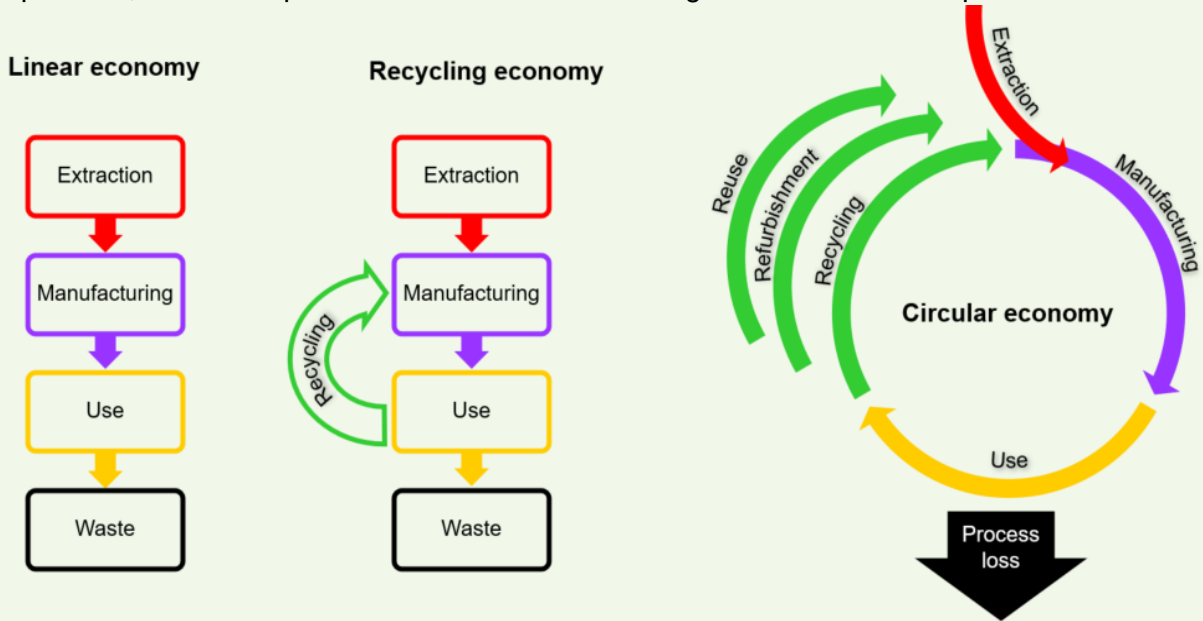 Linear economy
Extraction
Manufacturing
Use
Waste
Recycling economy
Extraction
Manufacturing
Use
Waste
Recycling
Extraction
Manufacturing
Use
Reuse
Refurbishment
Recycling
Circular economy
Process
loss